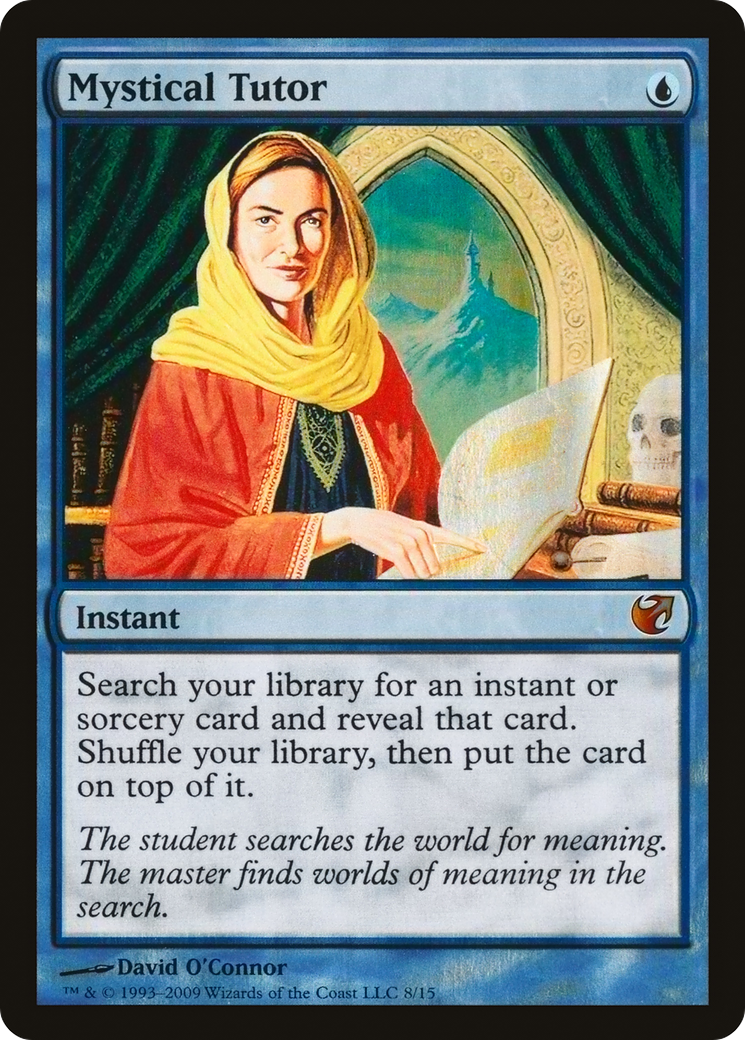 Mystical Tutor
Instant
Search your library for an instant or
sorcery card and reveal that card.
Shuffle your library, then put the card
on top of it.
The student searches the world for meaning.
The master finds worlds of meaning in the
search.
David O'Connor
™ & © 1993–2009 Wizards of the Coast LLC 8/15